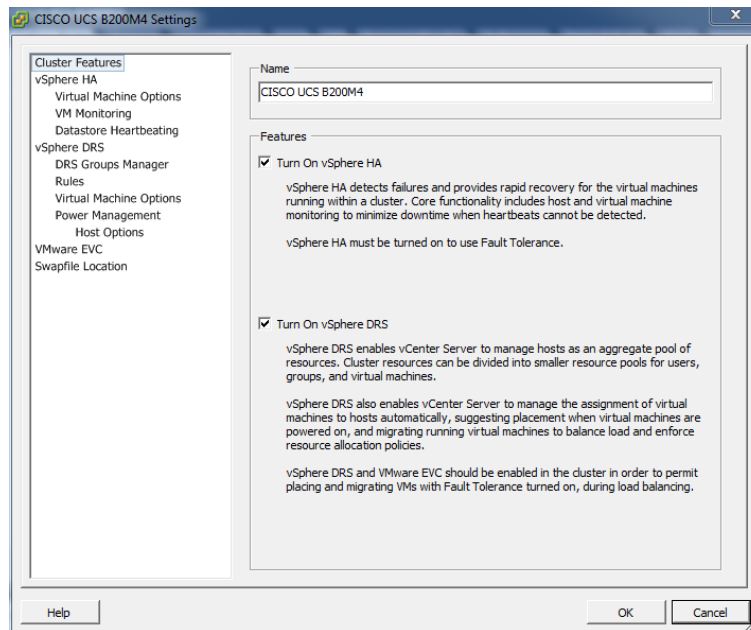 CISCO UCS B200M4 Settings
X
Cluster Features
vSphere HA
Virtual Machine Options
VM Monitoring
Datastore Heartbeating
vSphere DRS
DRS Groups Manager
Rules
Virtual Machine Options
Power Management
Host Options
VMware EVC
Swapfile Location
Name
CISCO UCS B200M4
Features
Turn On vSphere HA
vSphere HA detects failures and provides rapid recovery for the virtual machines
running within a cluster. Core functionality includes host and virtual machine
monitoring to minimize downtime when heartbeats cannot be detected.
vSphere HA must be turned on to use Fault Tolerance.
Turn On vSphere DRS
vSphere DRS enables vCenter Server to manage hosts as an aggregate pool of
resources. Cluster resources can be divided into smaller resource pools for users,
groups, and virtual machines.
vSphere DRS also enables vCenter Server to manage the assignment of virtual
machines to hosts automatically, suggesting placement when virtual machines are
powered on, and migrating running virtual machines to balance load and enforce
resource allocation policies.
vSphere DRS and VMware EVC should be enabled in the cluster in order to permit
placing and migrating VMs with Fault Tolerance turned on, during load balancing.
Help
OK
Cancel